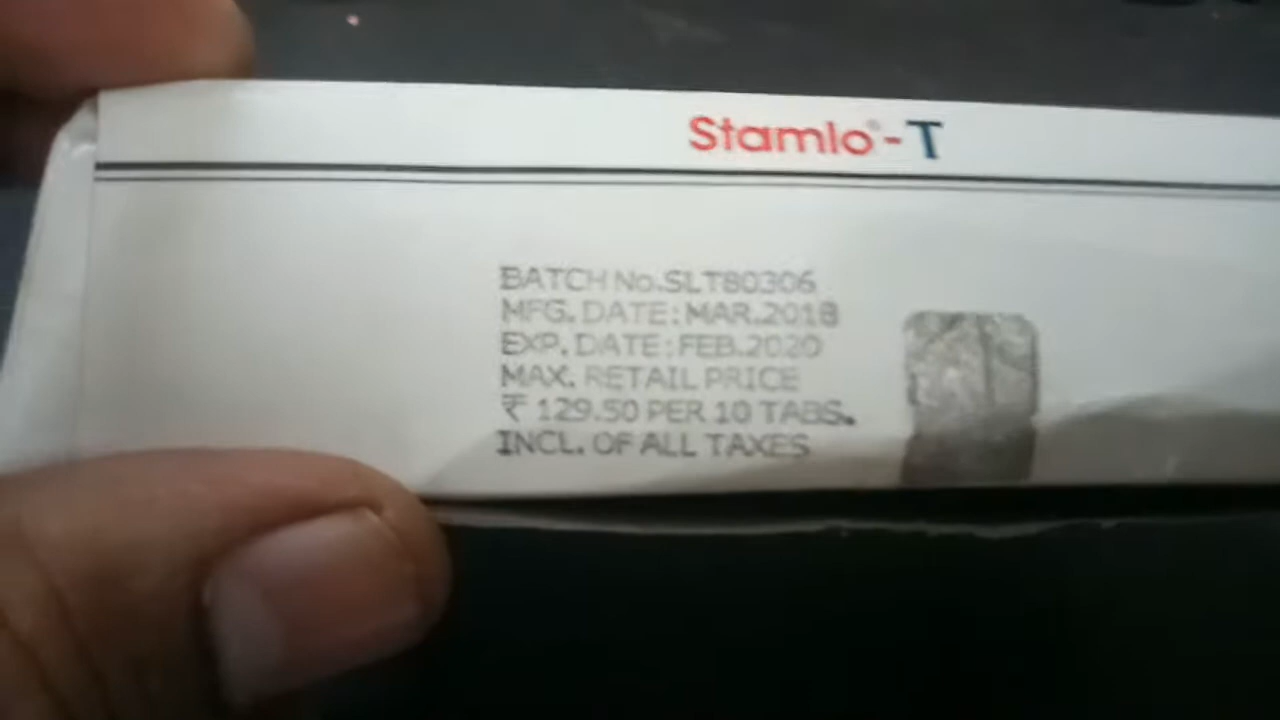 Stamlo®-T
BATCH No.SLT80306
MFG. DATE:MAR.2018
EXP. DATE:FEB.2020
MAX. RETAIL PRICE
₹ 129.50 PER 10 TABS.
INCL. OF ALL TAXES